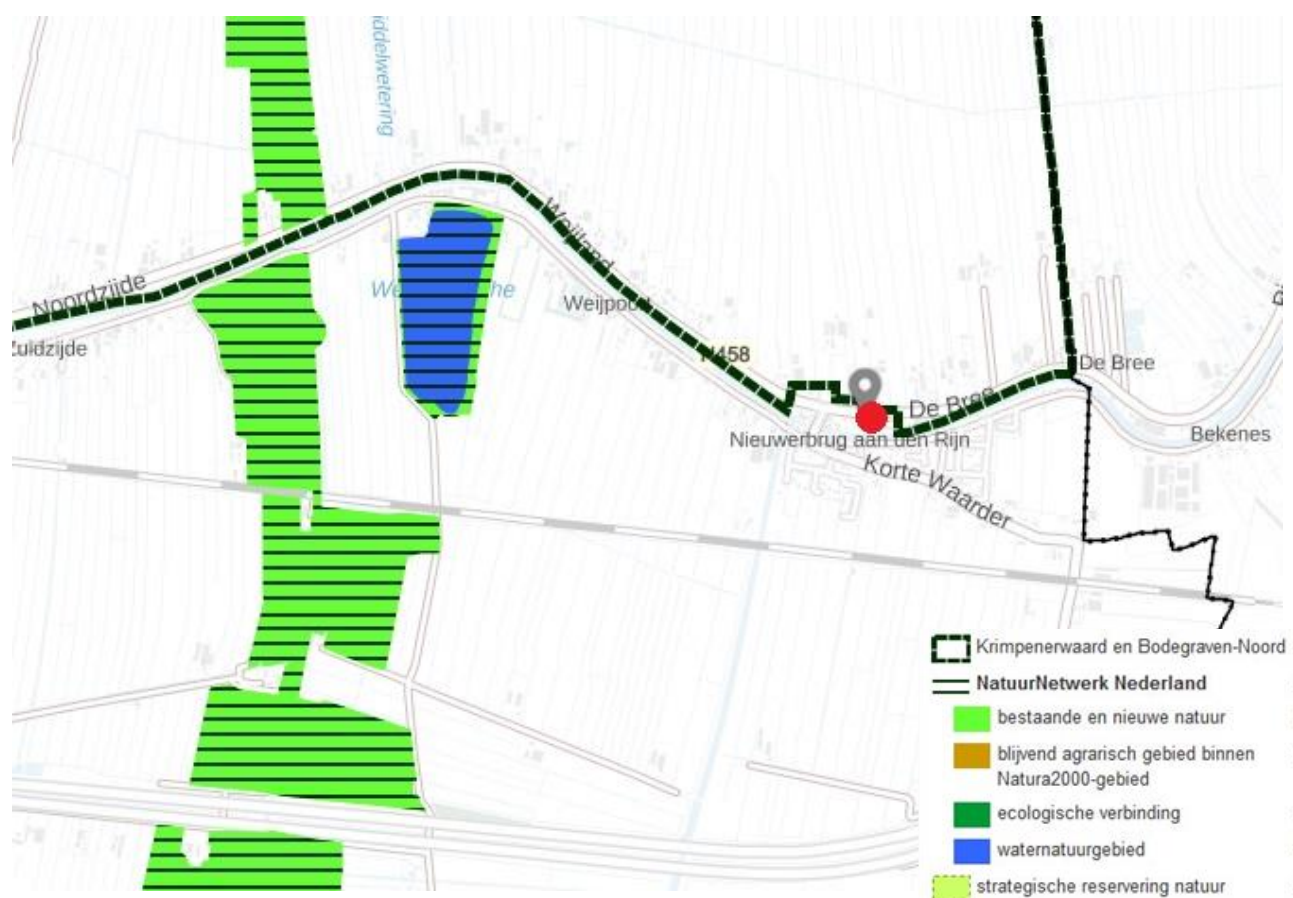 Noordzijde
Zuidzijde
Weijland
Weijpoort
N458
De Bree
De Bree
Nieuwerbrug aan den Rijn
Korte Waarder
Bekenes
Krimpenerwaard en Bodegraven-Noord
NatuurNetwerk Nederland
bestaande en nieuwe natuur
blijvend agrarisch gebied binnen
Natura2000-gebied
ecologische verbinding
waternatuurgebied
strategische reservering natuur